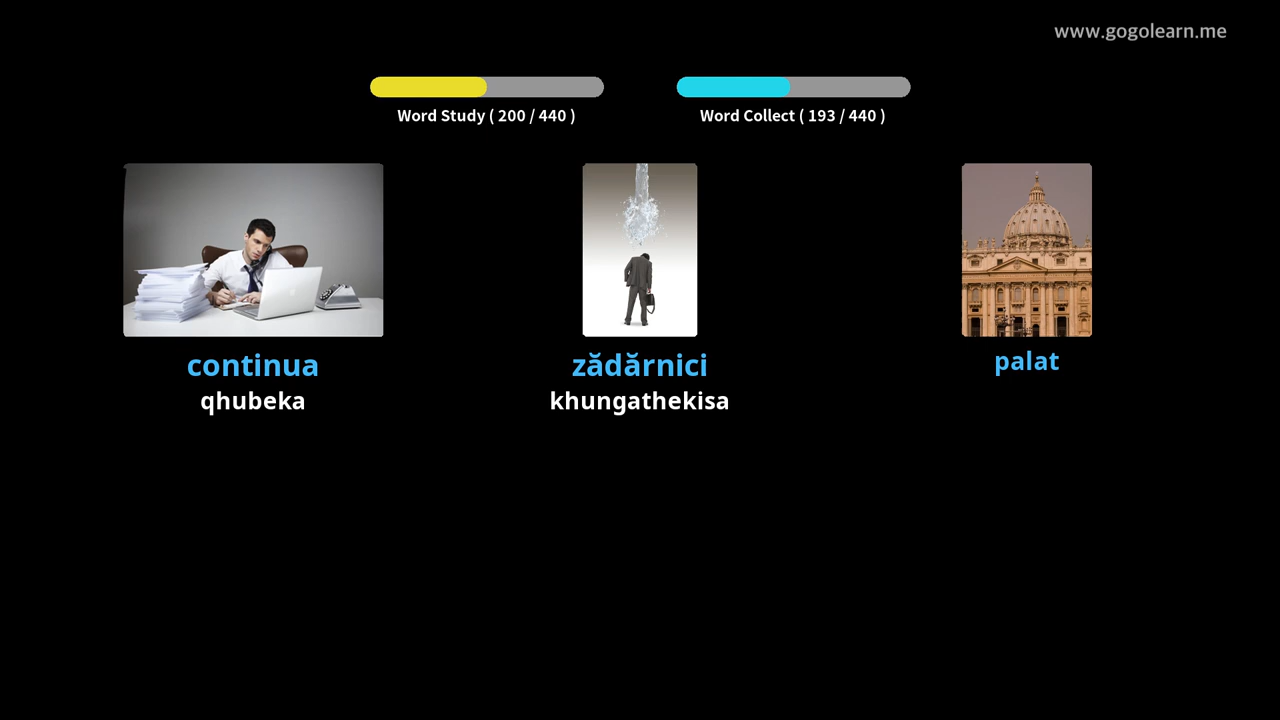 www.gogolearn.me
Word Study ( 200 / 440 )
Word Collect ( 193 / 440 )
continua
qhubeka
zădărnici
khungathekisa
palat